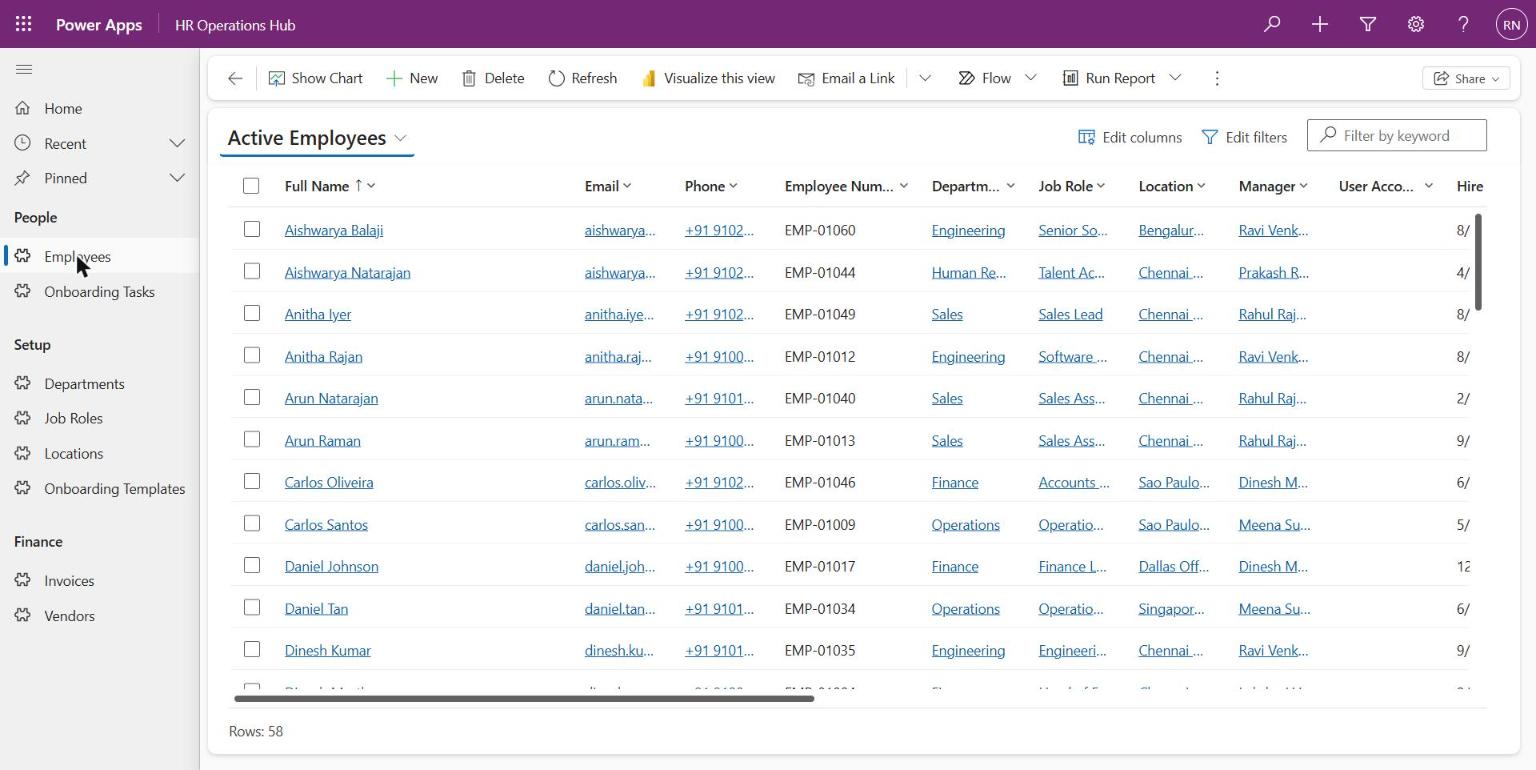 Power Apps HR Operations Hub RN
Show Chart New Delete Refresh Visualize this view Email a Link Flow Run Report Share
Home
Recent
Pinned
People
Employees
Onboarding Tasks
Setup
Departments
Job Roles
Locations
Onboarding Templates
Finance
Invoices
Vendors
Active Employees Edit columns Edit filters Filter by keyword
Full Name Email Phone Employee Num... Departm... Job Role Location Manager User Acco... Hire
Aishwarya Balaji aishwarya... +91 9102... EMP-01060 Engineering Senior So... Bengalur... Ravi Venk... 8/
Aishwarya Natarajan aishwarya... +91 9102... EMP-01044 Human Re... Talent Ac... Chennai ... Prakash R... 4/
Anitha Iyer anitha.iye... +91 9102... EMP-01049 Sales Sales Lead Chennai ... Rahul Raj... 8/
Anitha Rajan anitha.raj... +91 9100... EMP-01012 Engineering Software ... Chennai ... Ravi Venk... 8/
Arun Natarajan arun.nata... +91 9101... EMP-01040 Sales Sales Ass... Chennai ... Rahul Raj... 2/
Arun Raman arun.ram... +91 9100... EMP-01013 Sales Sales Ass... Chennai ... Rahul Raj... 9/
Carlos Oliveira carlos.oliv... +91 9102... EMP-01046 Finance Accounts ... Sao Paulo... Dinesh M... 6/
Carlos Santos carlos.san... +91 9100... EMP-01009 Operations Operatio... Sao Paulo... Meena Su... 5/
Daniel Johnson daniel.joh... +91 9100... EMP-01017 Finance Finance L... Dallas Off... Dinesh M... 12
Daniel Tan daniel.tan... +91 9101... EMP-01034 Operations Operatio... Singapor... Meena Su... 6/
Dinesh Kumar dinesh.ku... +91 9101... EMP-01035 Engineering Engineeri... Chennai ... Ravi Venk... 9/
Rows: 58